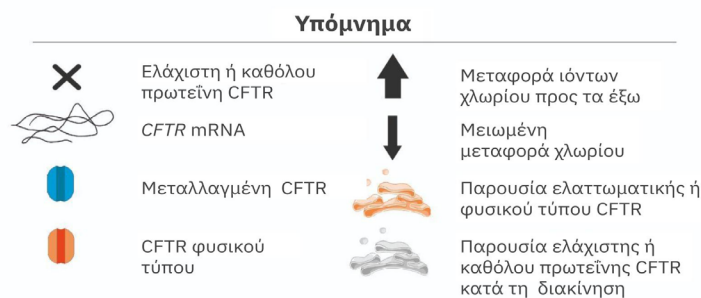 Υπόμνημα
Ελάχιστη ή καθόλου
πρωτεΐνη CFTR
CFTR mRNA
Μεταλλαγμένη CFTR
CFTR φυσικού
τύπου
Μεταφορά ιόντων
χλωρίου προς τα έξω
Μειωμένη
μεταφορά χλωρίου
Παρουσία ελαττωματικής ή
φυσικού τύπου CFTR
Παρουσία ελάχιστης ή
καθόλου πρωτεΐνης CFTR
κατά τη διακίνηση